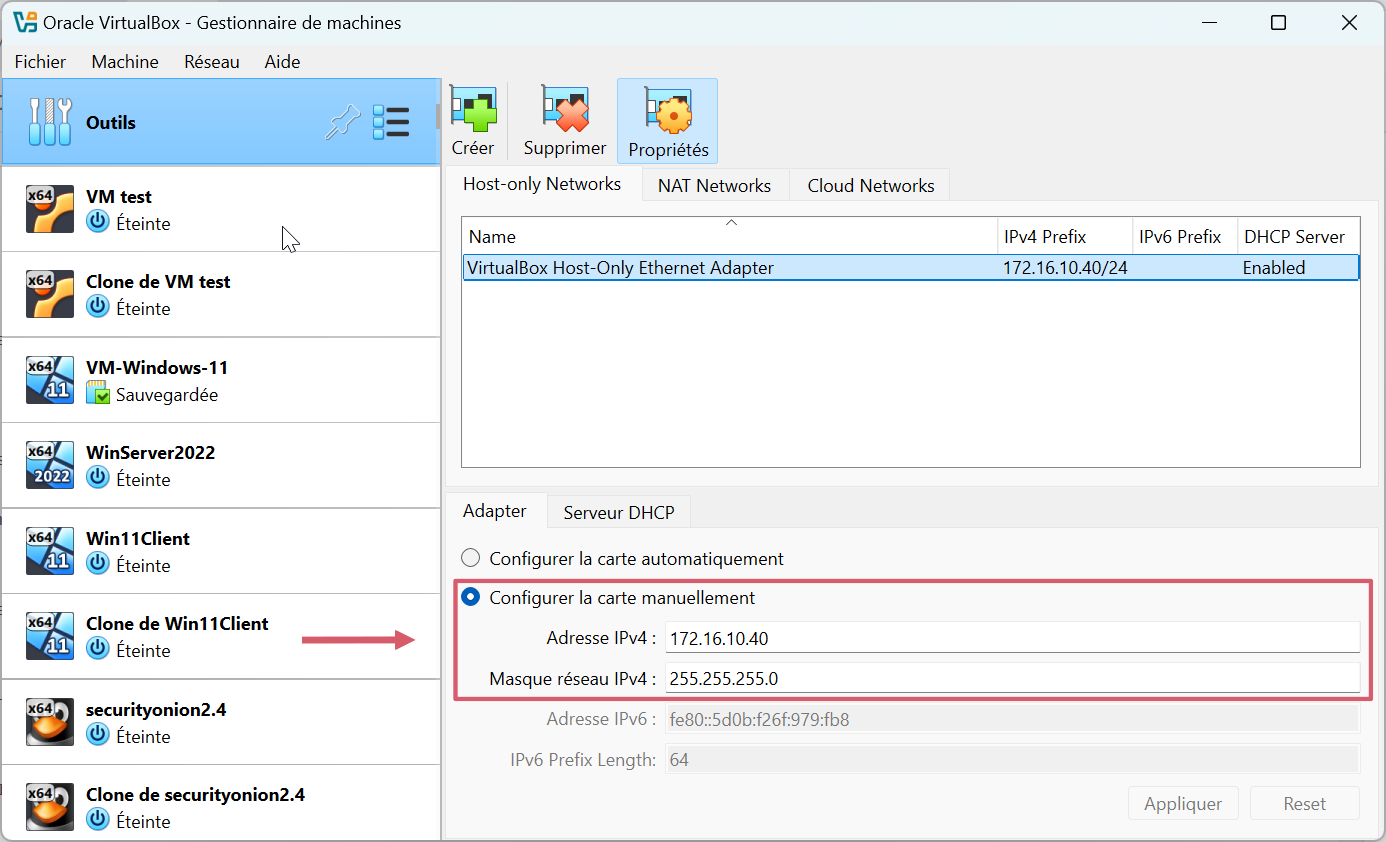 Oracle VirtualBox - Gestionnaire de machines
Fichier Machine Réseau Aide
Outils
Créer
Supprimer
Propriétés
x64
VM test
Éteinte
x64
Clone de VM test
Éteinte
x64
11
VM-Windows-11
Sauvegardée
x64
2022
WinServer2022
Éteinte
x64
11
Win11Client
Éteinte
x64
11
Clone de Win11Client
Éteinte
x64
securityonion2.4
Éteinte
x64
Clone de securityonion2.4
Éteinte
Host-only Networks NAT Networks Cloud Networks
Name IPv4 Prefix IPv6 Prefix DHCP Server
VirtualBox Host-Only Ethernet Adapter 172.16.10.40/24 Enabled
Adapter Serveur DHCP
Configurer la carte automatiquement
Configurer la carte manuellement
Adresse IPv4 : 172.16.10.40
Masque réseau IPv4 : 255.255.255.0
Adresse IPv6 : fe80::5d0b:f26f:979:fb8
IPv6 Prefix Length: 64
Appliquer Reset